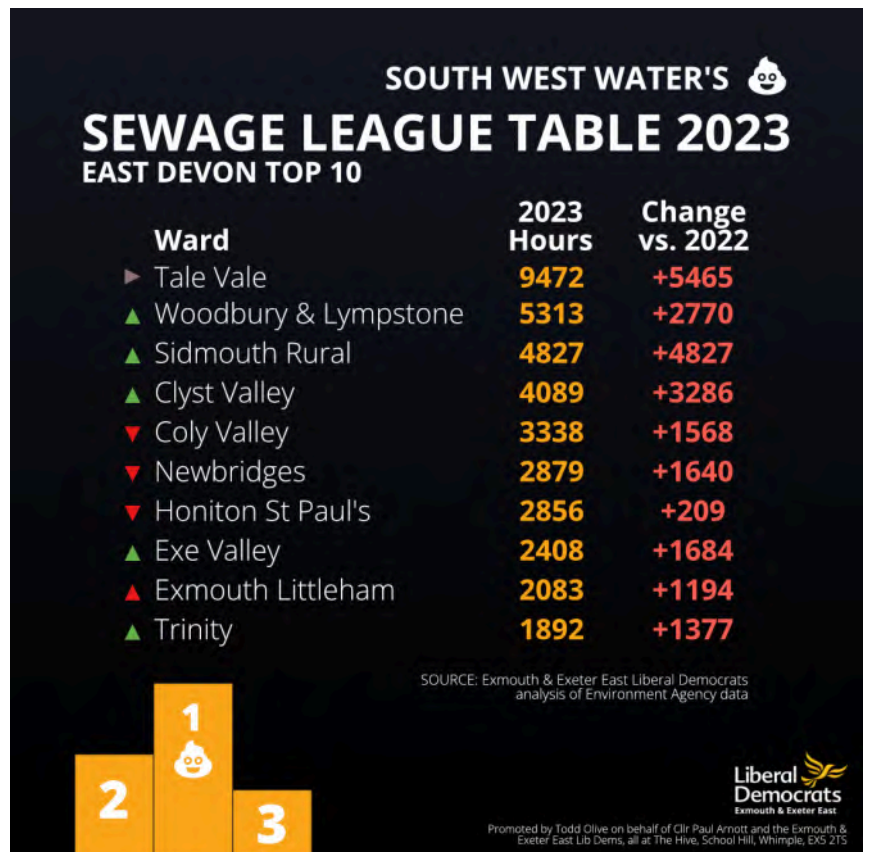 SOUTH WEST WATER'S
SEWAGE LEAGUE TABLE 2023
EAST DEVON TOP 10
Ward 2023 Hours Change vs. 2022
Tale Vale 9472 +5465
Woodbury & Lympstone 5313 +2770
Sidmouth Rural 4827 +4827
Clyst Valley 4089 +3286
Coly Valley 3338 +1568
Newbridges 2879 +1640
Honiton St Paul's 2856 +209
Exe Valley 2408 +1684
Exmouth Littleham 2083 +1194
Trinity 1892 +1377
SOURCE: Exmouth & Exeter East Liberal Democrats
analysis of Environment Agency data
1
2
3
Liberal
Democrats
Exmouth & Exeter East
Promoted by Todd Olive on behalf of Cllr Paul Arnott and the Exmouth &
Exeter East Lib Dems, all at The Hive, School Hill, Whimple, EX5 2TS